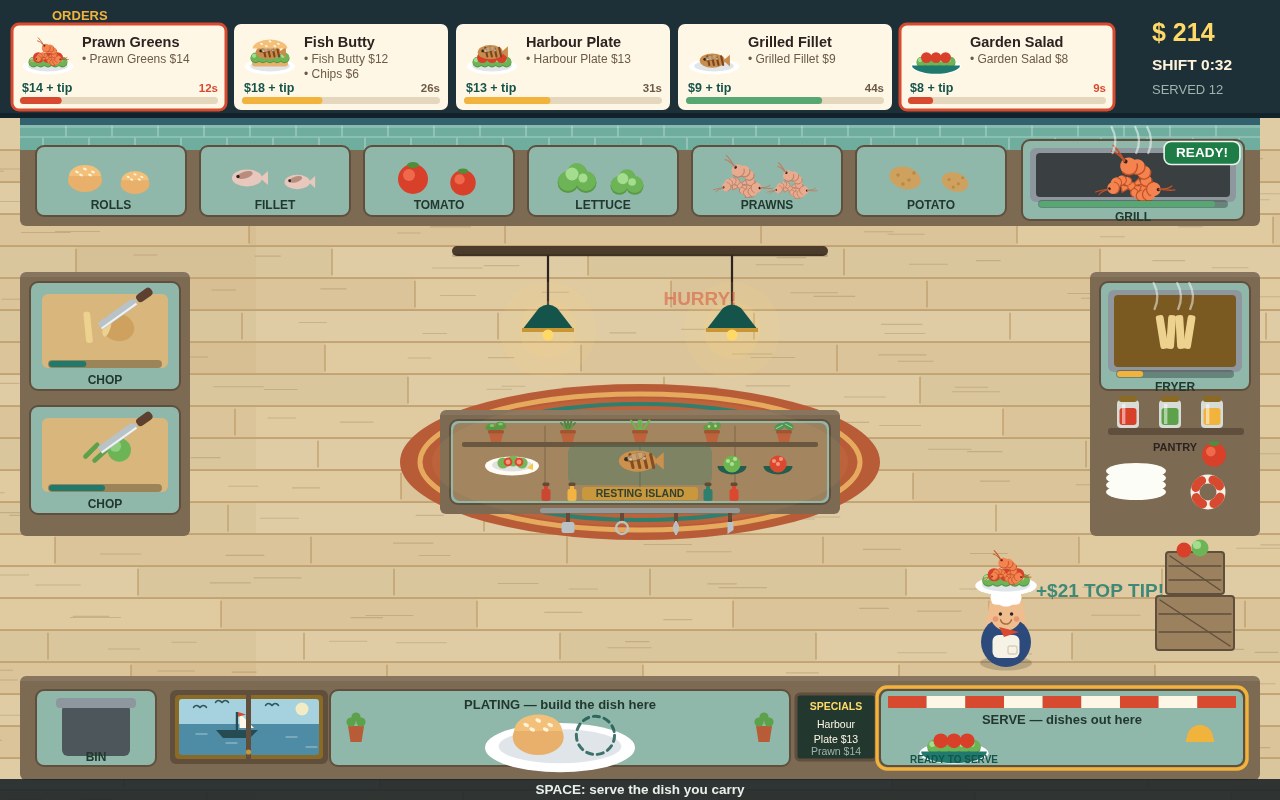 ORDERS
Prawn Greens
• Prawn Greens $14
$14 + tip
12s
Fish Butty
• Fish Butty $12
• Chips $6
$18 + tip
26s
Harbour Plate
• Harbour Plate $13
$13 + tip
31s
Grilled Fillet
• Grilled Fillet $9
$9 + tip
44s
Garden Salad
• Garden Salad $8
$8 + tip
9s
$ 214
SHIFT 0:32
SERVED 12
ROLLS
FILLET
TOMATO
LETTUCE
PRAWNS
POTATO
READY!
GRILL
HURRY!
CHOP
CHOP
FRYER
PANTRY
RESTING ISLAND
+$21 TOP TIP!
BIN
PLATING — build the dish here
SPECIALS
Harbour
Plate $13
Prawn $14
SERVE — dishes out here
READY TO SERVE
SPACE: serve the dish you carry